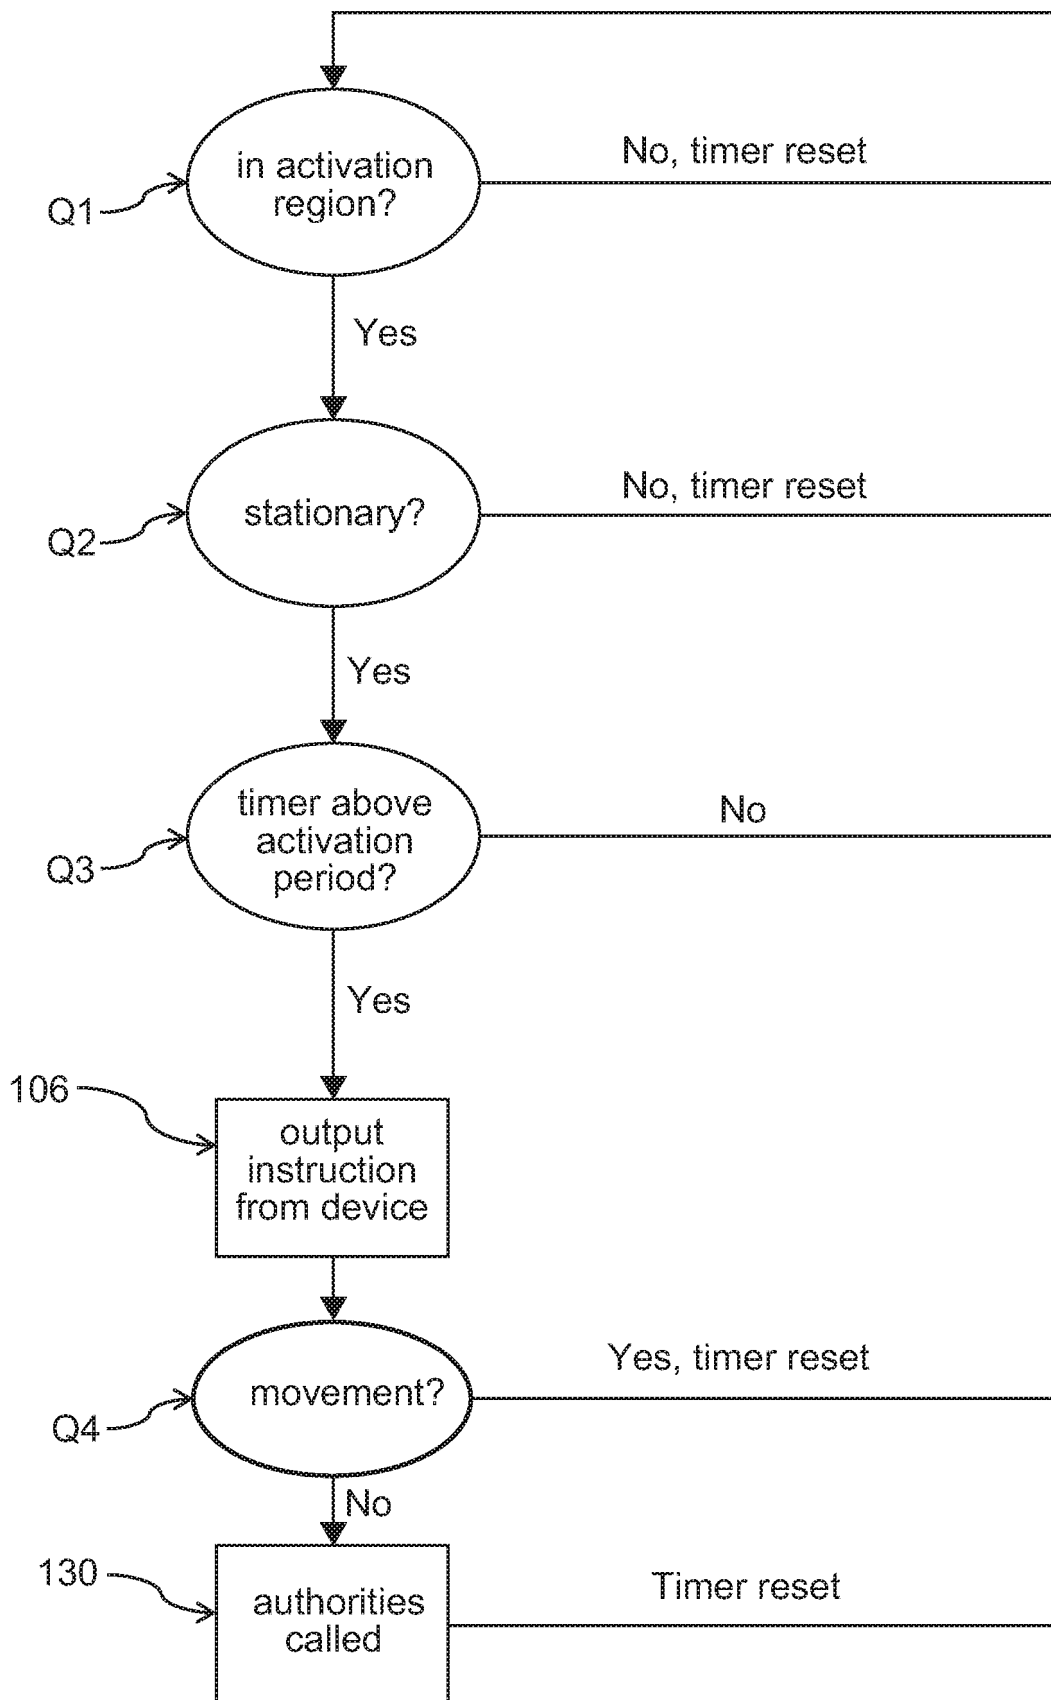 in activation
region?
No, timer reset
Q1
Yes
stationary?
No, timer reset
Q2
Yes
timer above
activation
period?
No
Q3
Yes
106
output
instruction
from device
movement?
Yes, timer reset
Q4
No
130
authorities
called
Timer reset